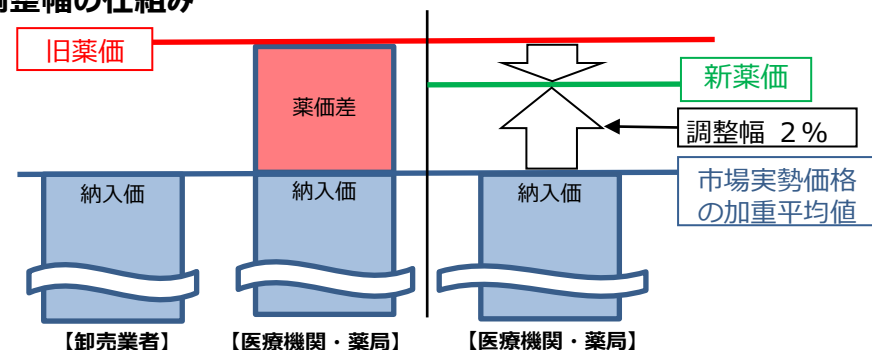 調整幅の仕組み
旧薬価
新薬価
薬価差
調整幅 2%
納入価
納入価
納入価
市場実勢価格
の加重平均値
【卸売業者】
【医療機関・薬局】
【医療機関・薬局】